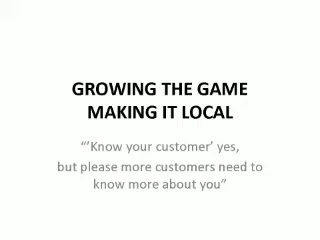 GROWING THE GAME
MAKING IT LOCAL
“’Know your customer’ yes,
but please more customers need to
know more about you”